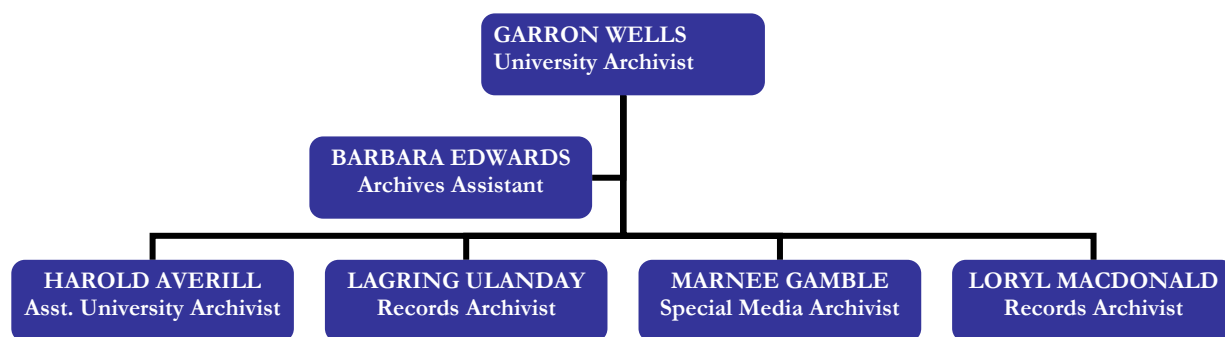 GARRON WELLS
University Archivist
BARBARA EDWARDS
Archives Assistant
HAROLD AVERILL
Asst. University Archivist
LAGRING ULANDAY
Records Archivist
MARNEE GAMBLE
Special Media Archivist
LORYL MACDONALD
Records Archivist